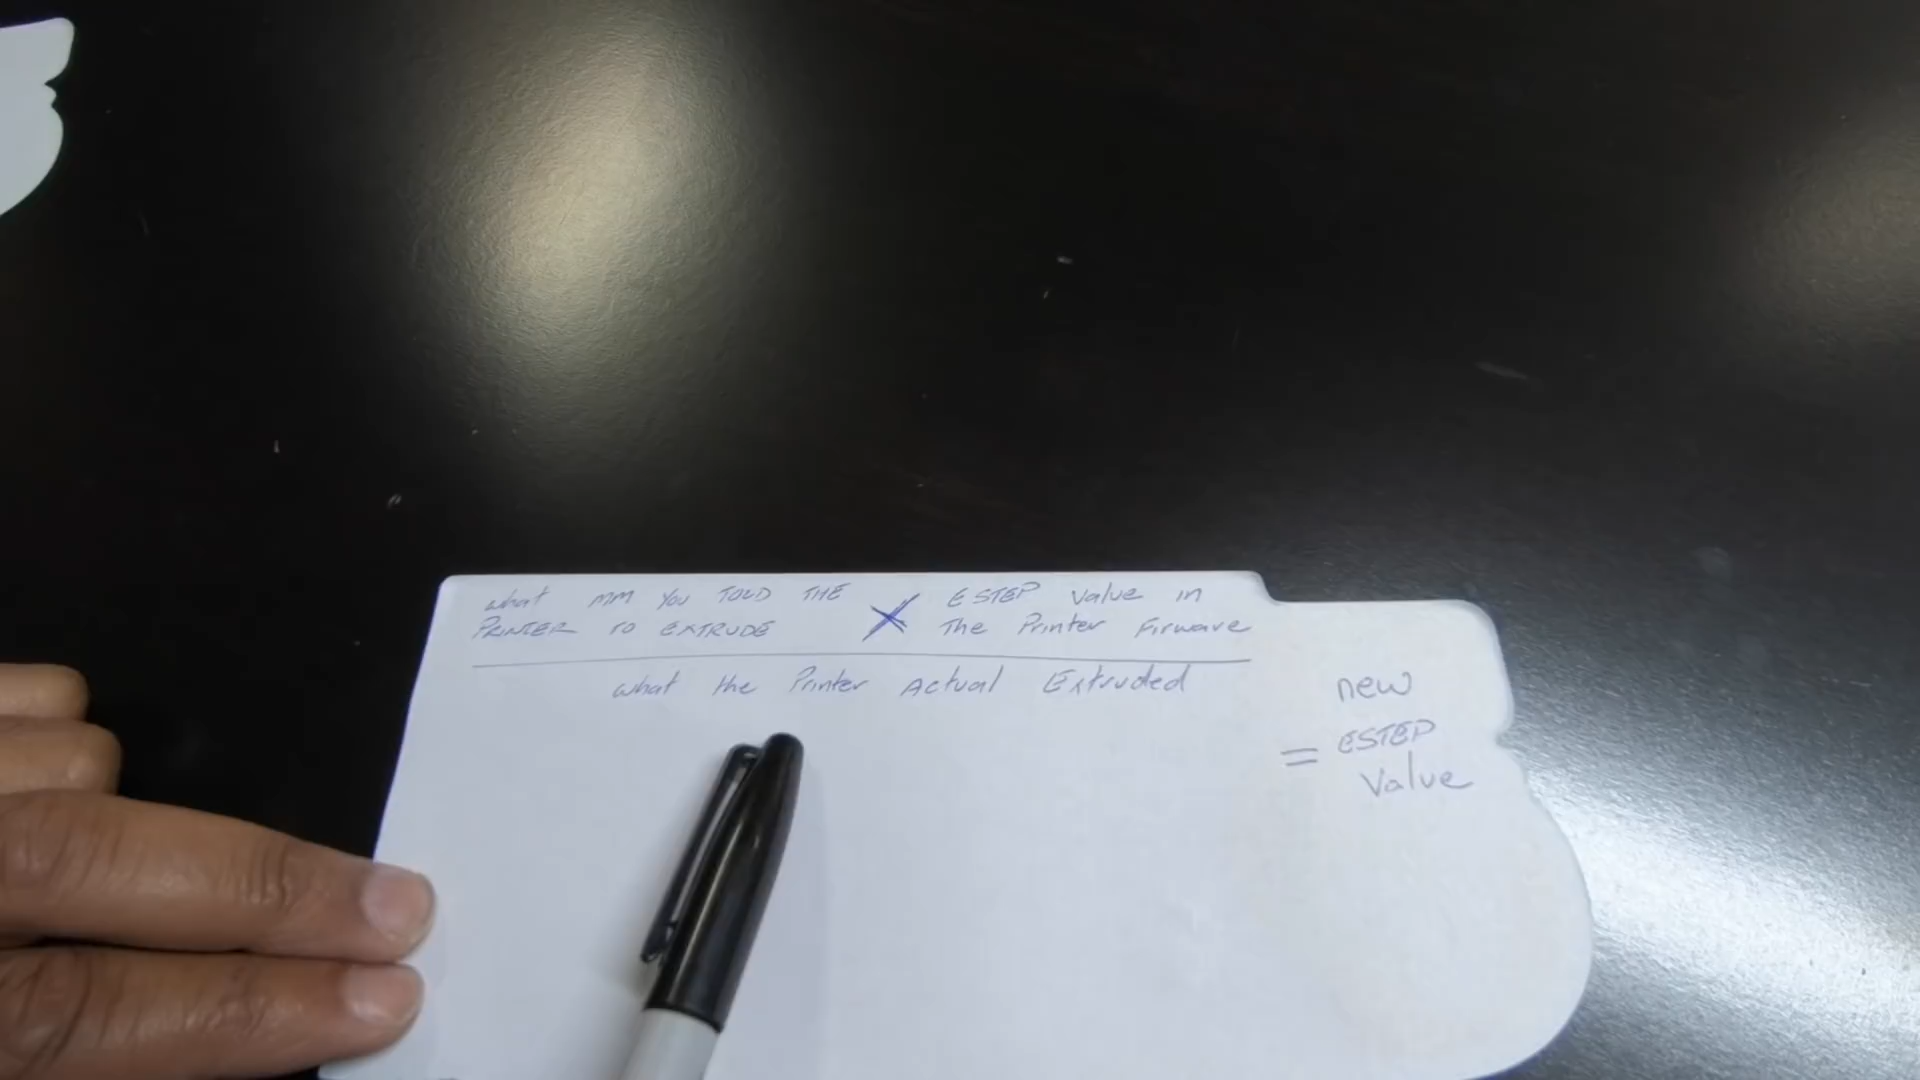 what mm you TOLD THE
PRINTER TO EXTRUDE
X
ESTEP Value in
The Printer Firwave
what the Printer Actual Extruded
=
new
ESTEP
Value